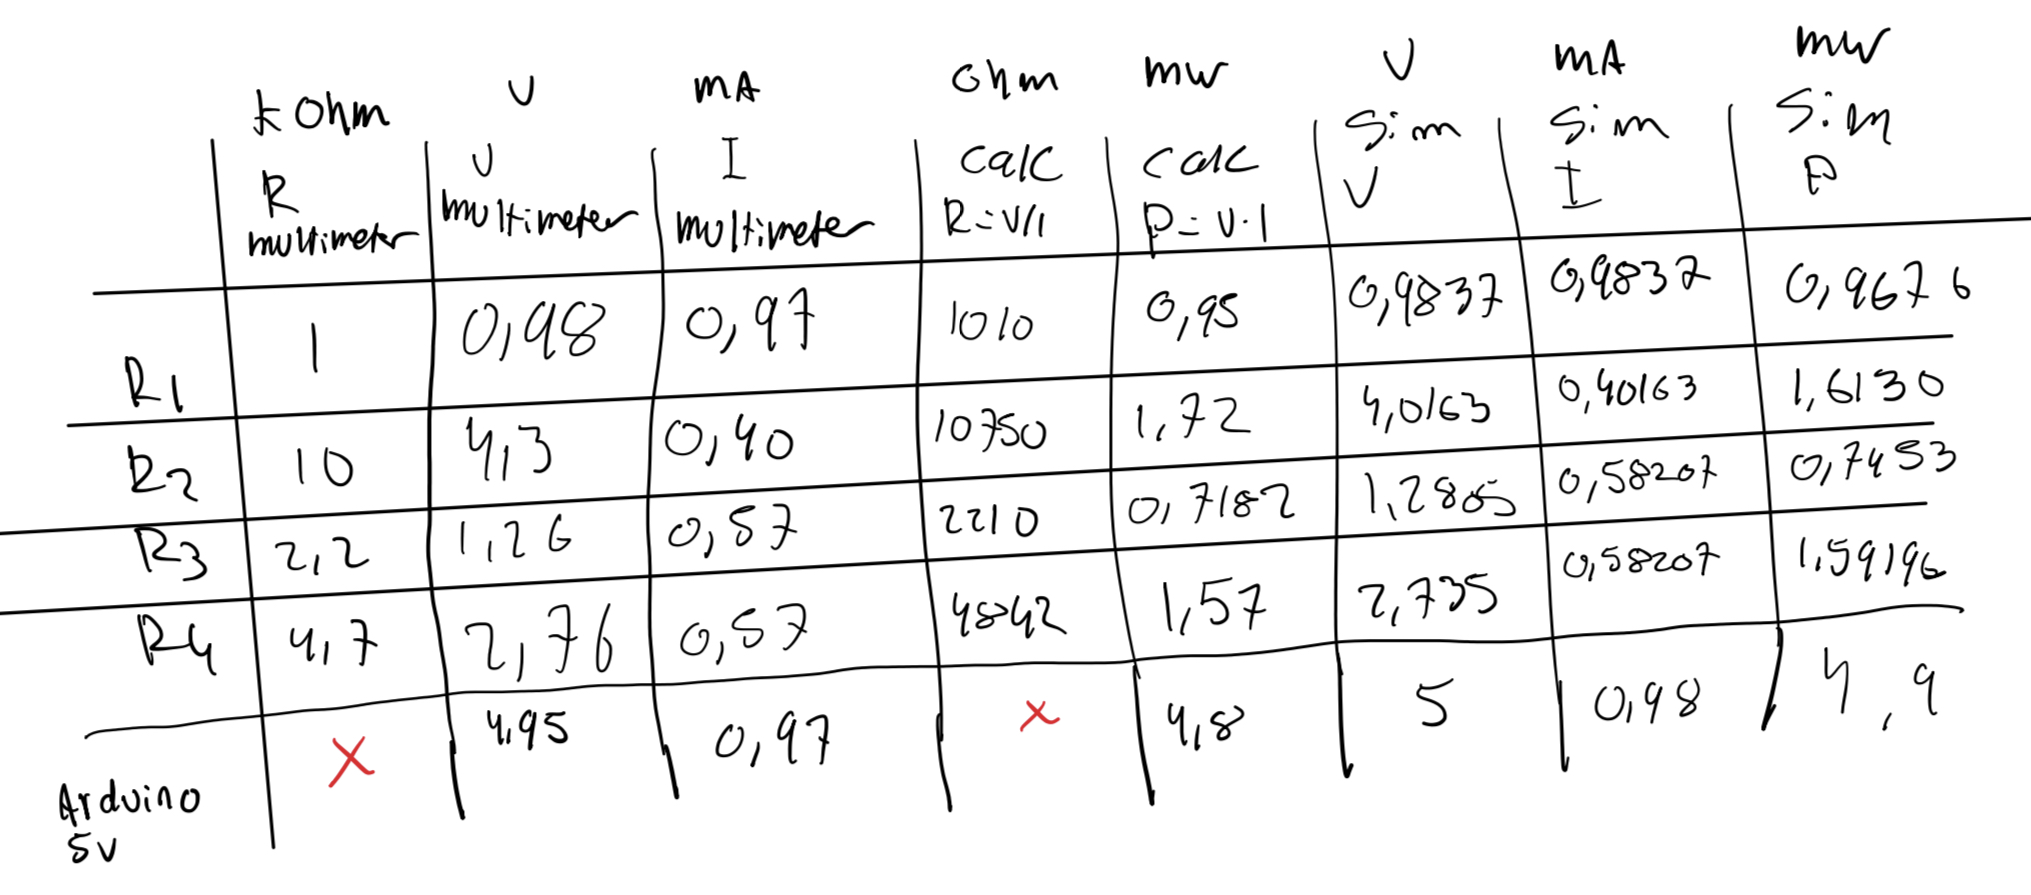 kOhm V mA Ohm mW V mA mW
R multimeter V multimeter I multimeter Calc R=V/I Calc P=V·I Sim V Sim I Sim P
R1 1 0,98 0,97 1010 0,95 0,9837 0,9837 0,9676
R2 10 4,3 0,40 10750 1,72 4,0163 0,40163 1,6130
R3 2,2 1,26 0,57 2210 0,7182 1,2805 0,58207 0,7453
R4 4,7 2,76 0,57 4842 1,57 2,735 0,58207 1,59196
Arduino 5V X 4,95 0,97 X 4,8 5 0,98 4,9